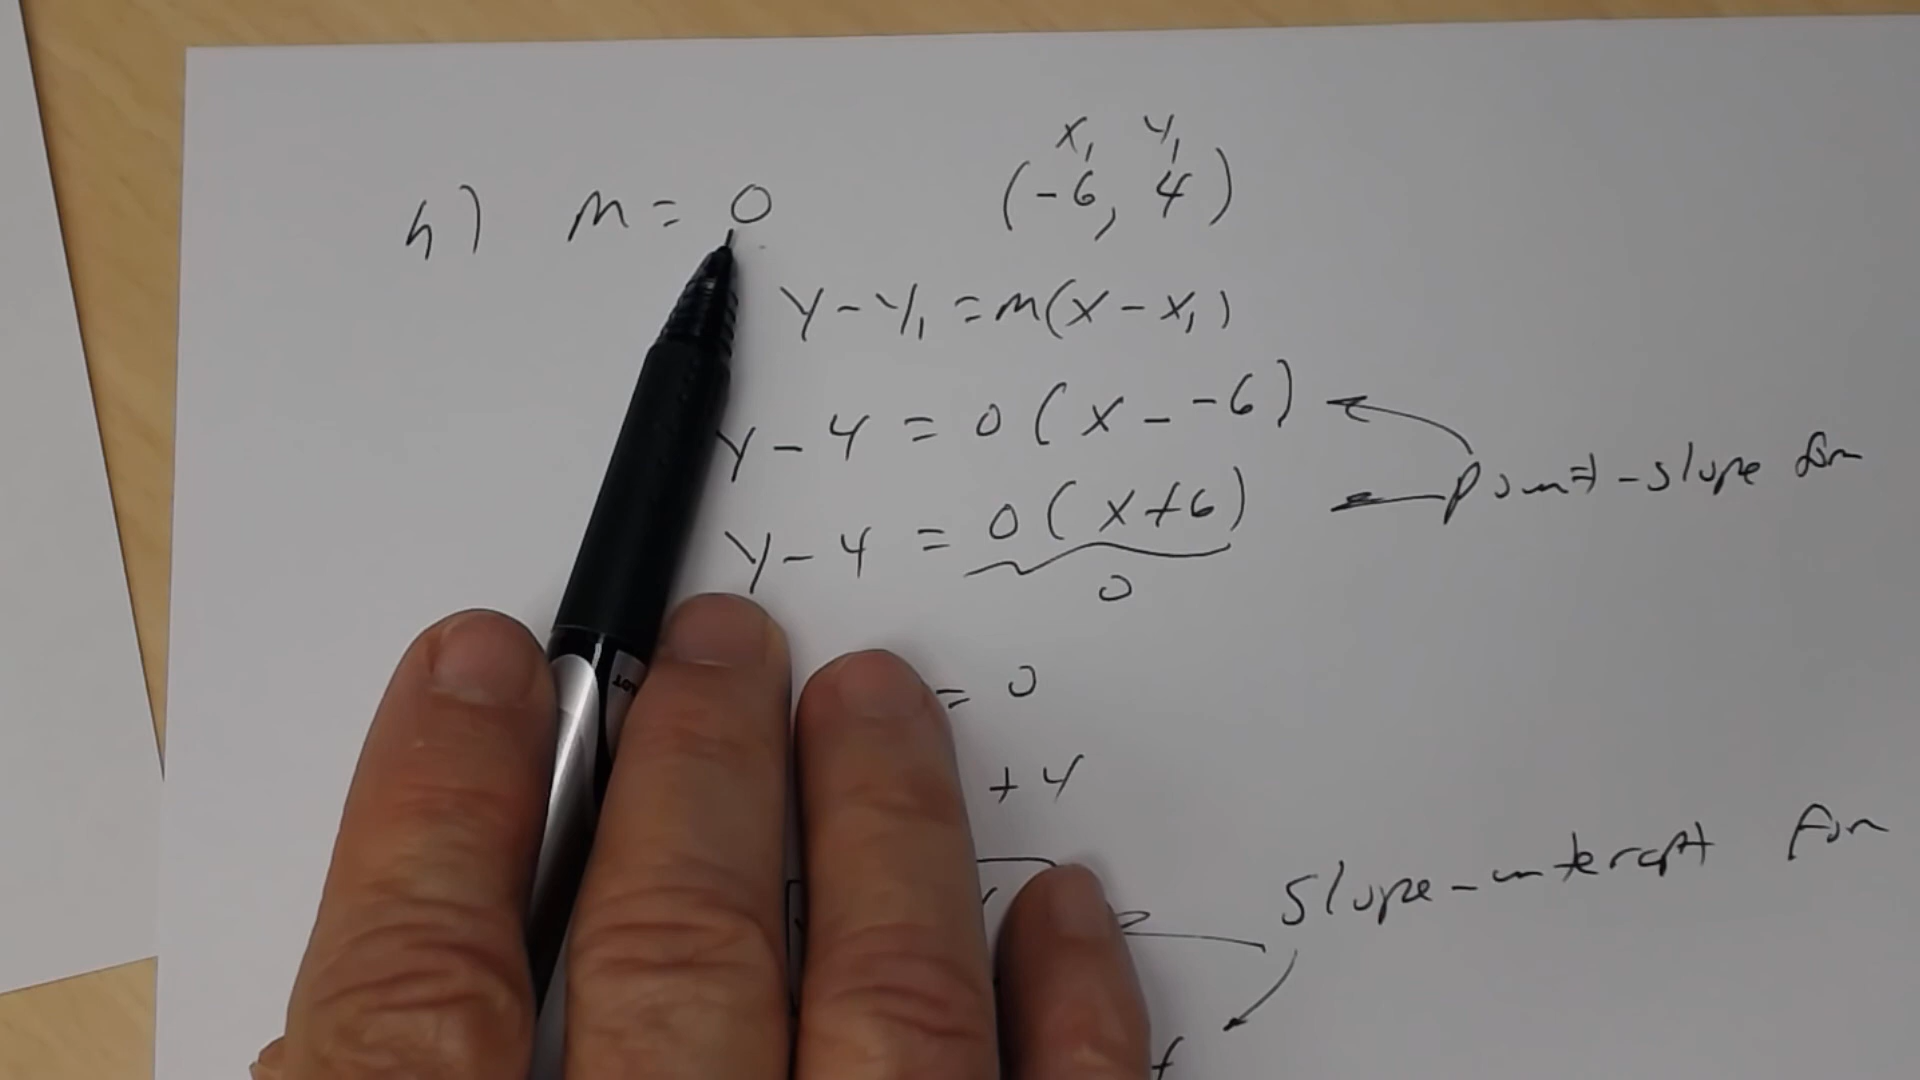 x₁ y₁
h) m = 0 (-6, 4)
y - y₁ = m(x - x₁)
y - 4 = 0(x - -6)
point-slope form
y - 4 = 0(x+6)
0
= 0
+ 4
slope-intercept form